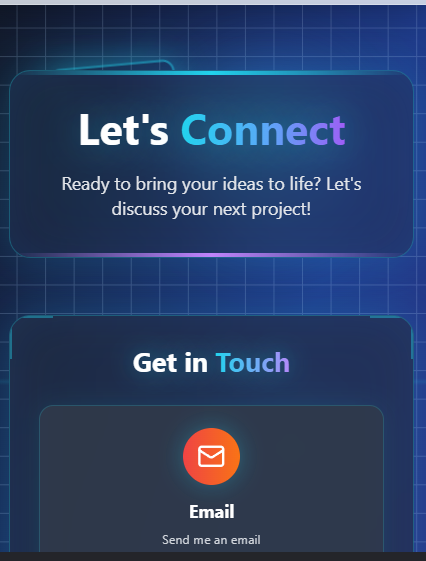 Let's Connect
Ready to bring your ideas to life? Let's
discuss your next project!
Get in Touch
Email
Send me an email